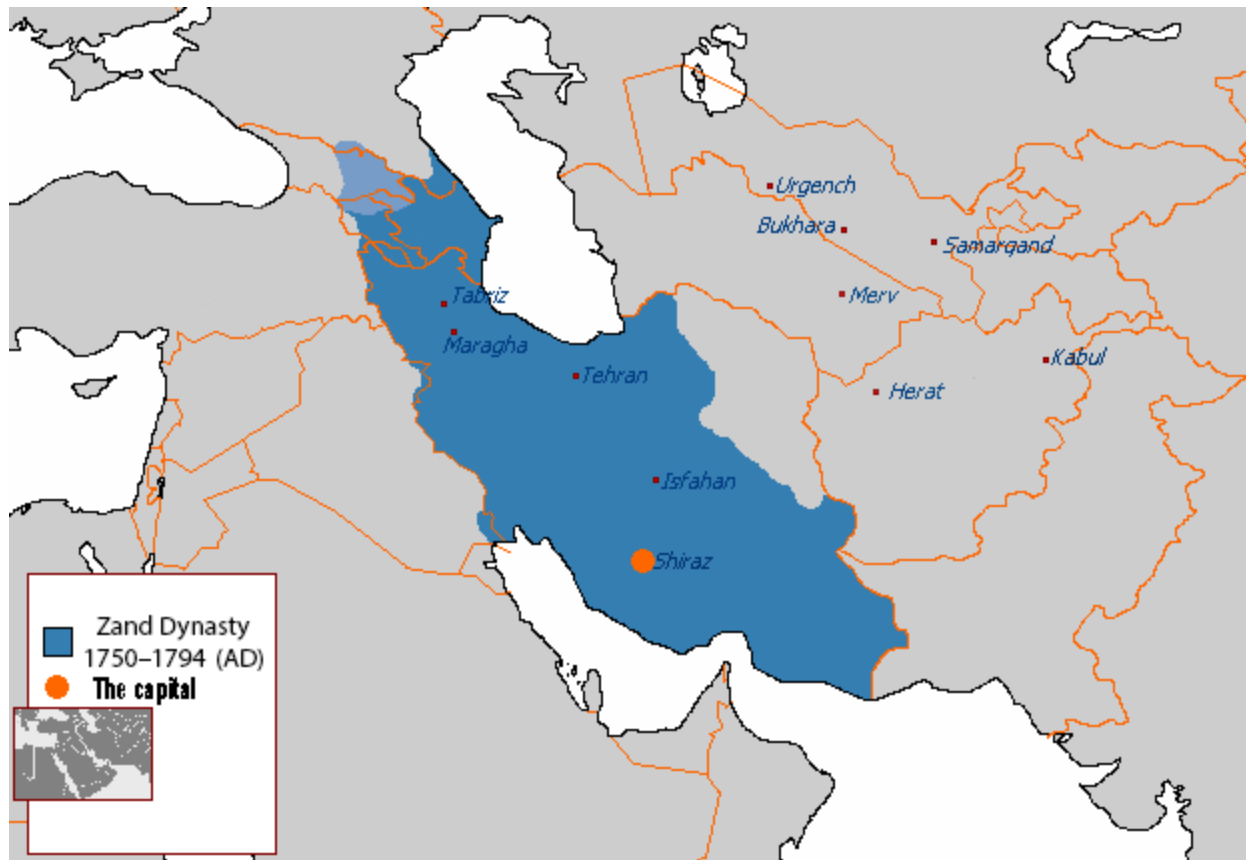 Urgench
Bukhara
Samarqand
Tabriz
Merv
Maragha
Kabul
Tehran
Herat
Isfahan
Shiraz
Zand Dynasty
1750–1794 (AD)
The capital